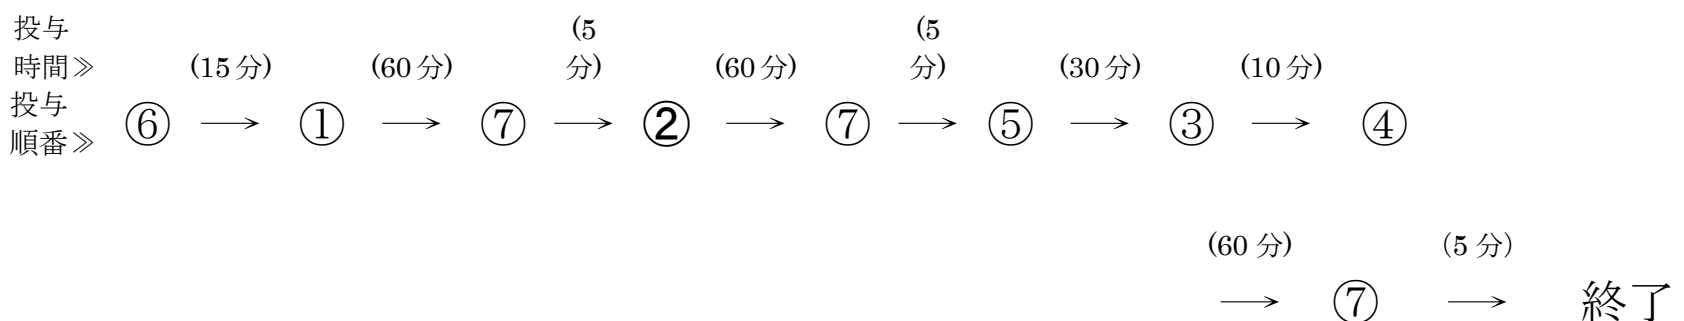 投与
時間≫ (15分) (60分) (5分) (60分) (5分) (30分) (10分)
投与
順番≫ ⑥ → ① → ⑦ → ② → ⑦ → ⑤ → ③ → ④
(60分) (5分)
→ ⑦ → 終了